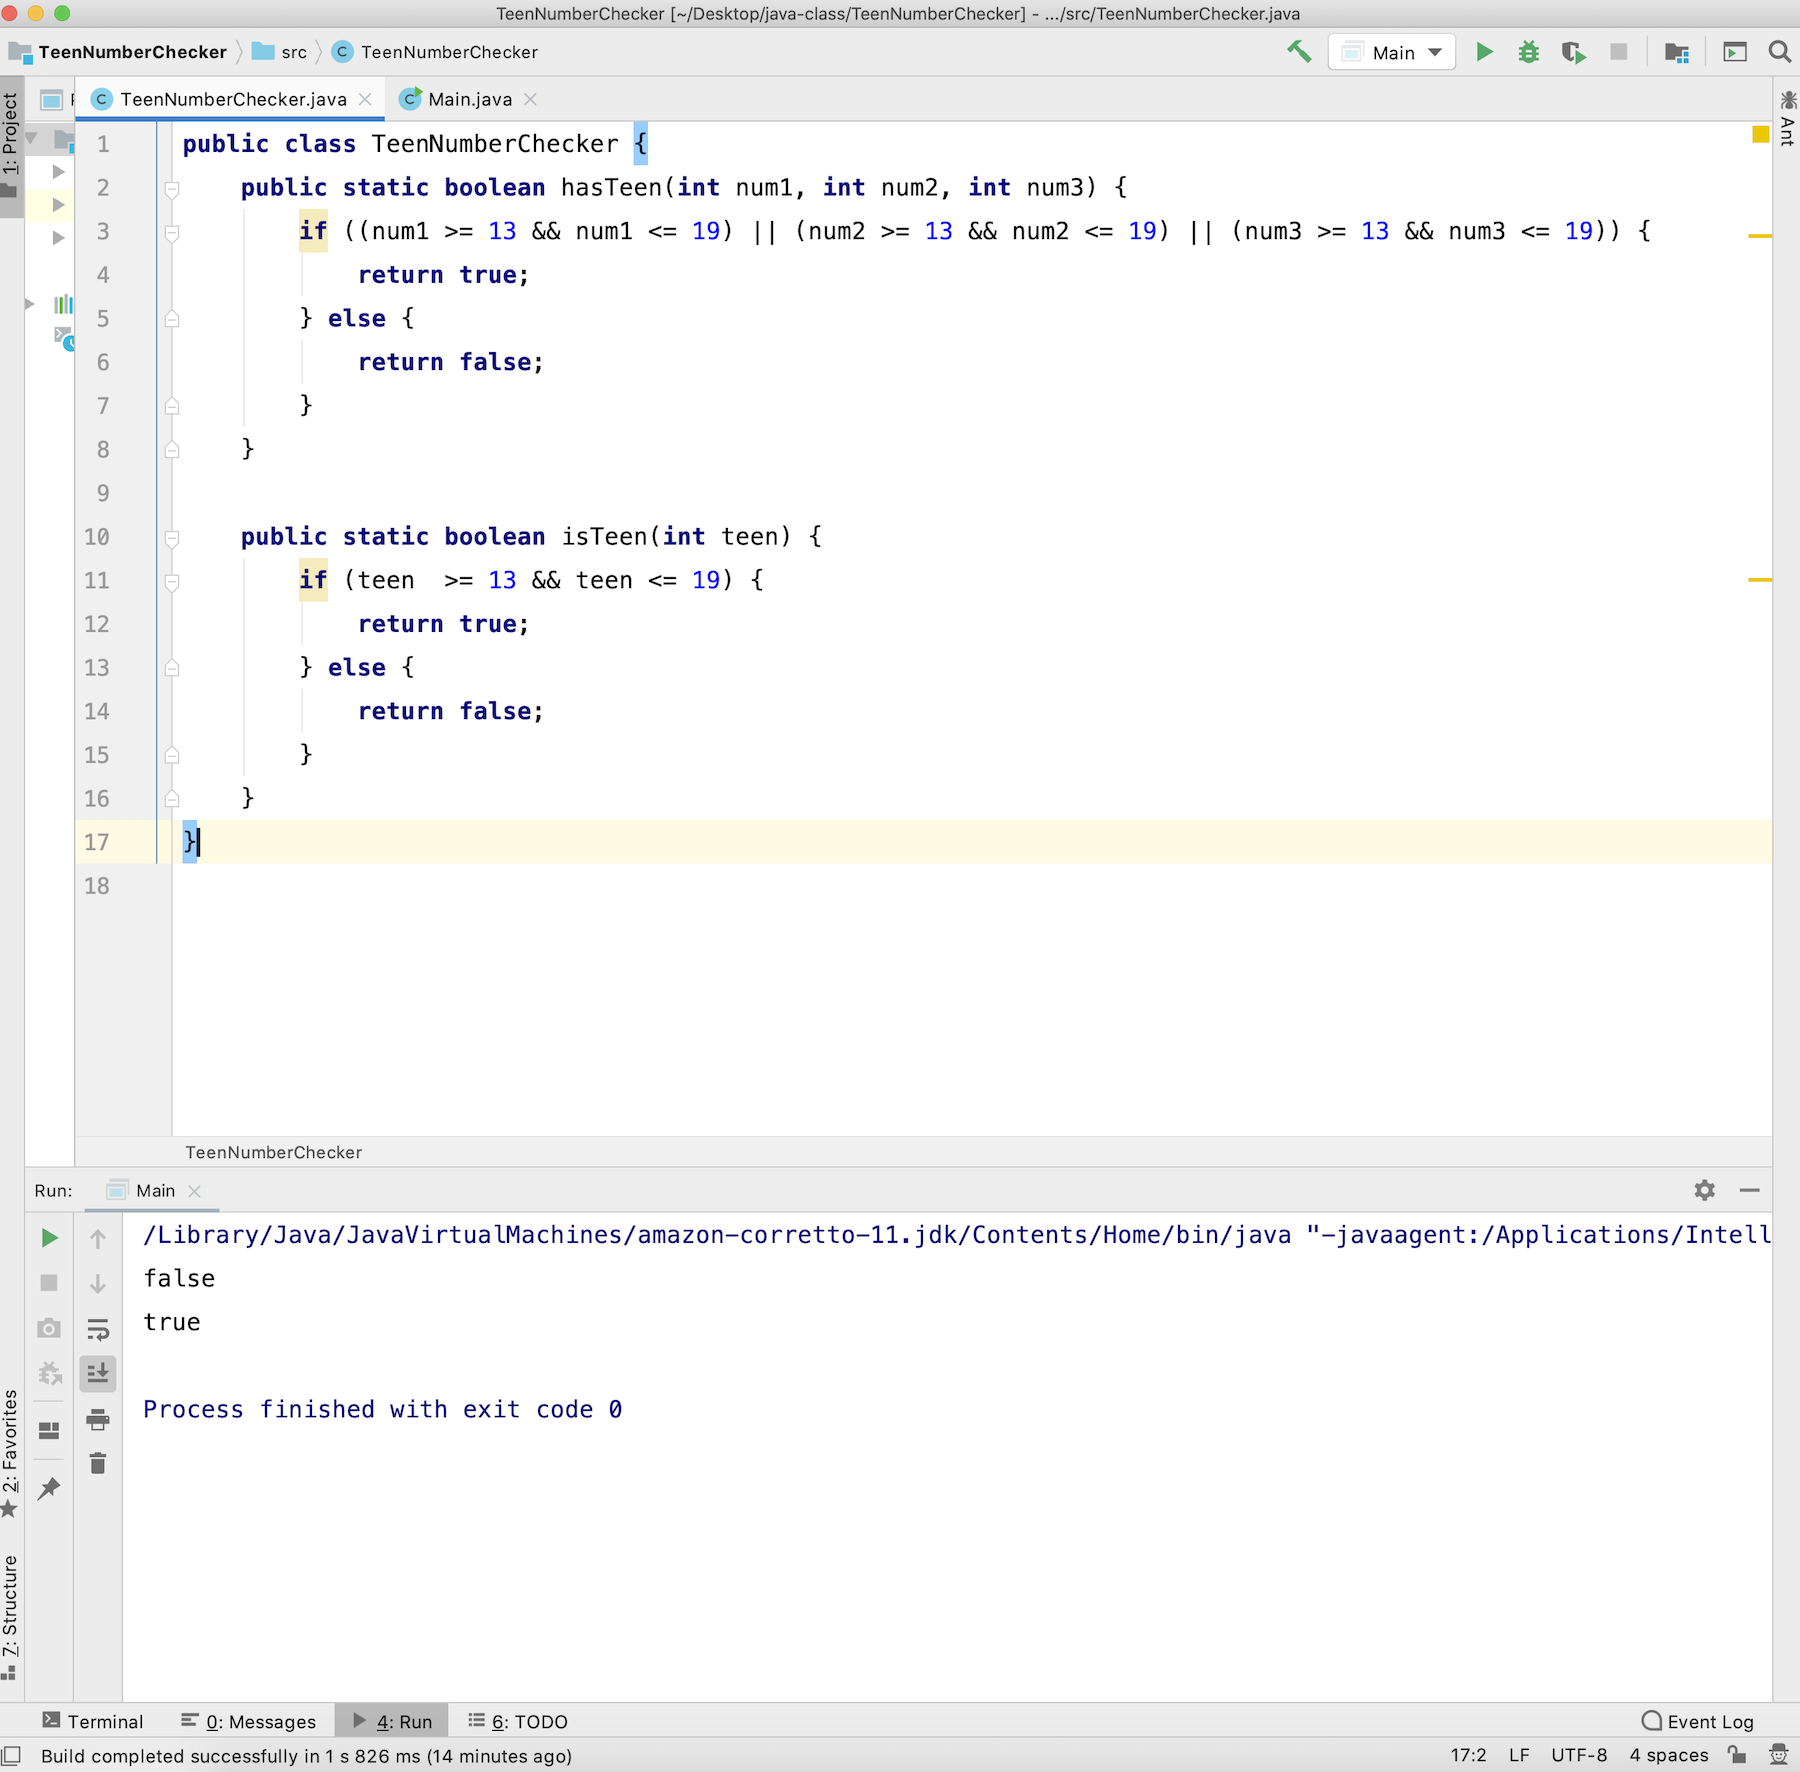 TeenNumberChecker [~/Desktop/java-class/TeenNumberChecker] - .../src/TeenNumberChecker.java
TeenNumberChecker src C TeenNumberChecker Main
1: Project
C TeenNumberChecker.java C Main.java
Ant
1 public class TeenNumberChecker {
2     public static boolean hasTeen(int num1, int num2, int num3) {
3         if ((num1 >= 13 && num1 <= 19) || (num2 >= 13 && num2 <= 19) || (num3 >= 13 && num3 <= 19)) {
4             return true;
5         } else {
6             return false;
7         }
8     }
9
10     public static boolean isTeen(int teen) {
11         if (teen  >= 13 && teen <= 19) {
12             return true;
13         } else {
14             return false;
15         }
16     }
17 }
18
TeenNumberChecker
Run: Main
/Library/Java/JavaVirtualMachines/amazon-corretto-11.jdk/Contents/Home/bin/java "-javaagent:/Applications/Intell
false
true
Process finished with exit code 0
2: Favorites
7: Structure
Terminal 0: Messages 4: Run 6: TODO Event Log
Build completed successfully in 1 s 826 ms (14 minutes ago) 17:2 LF UTF-8 4 spaces